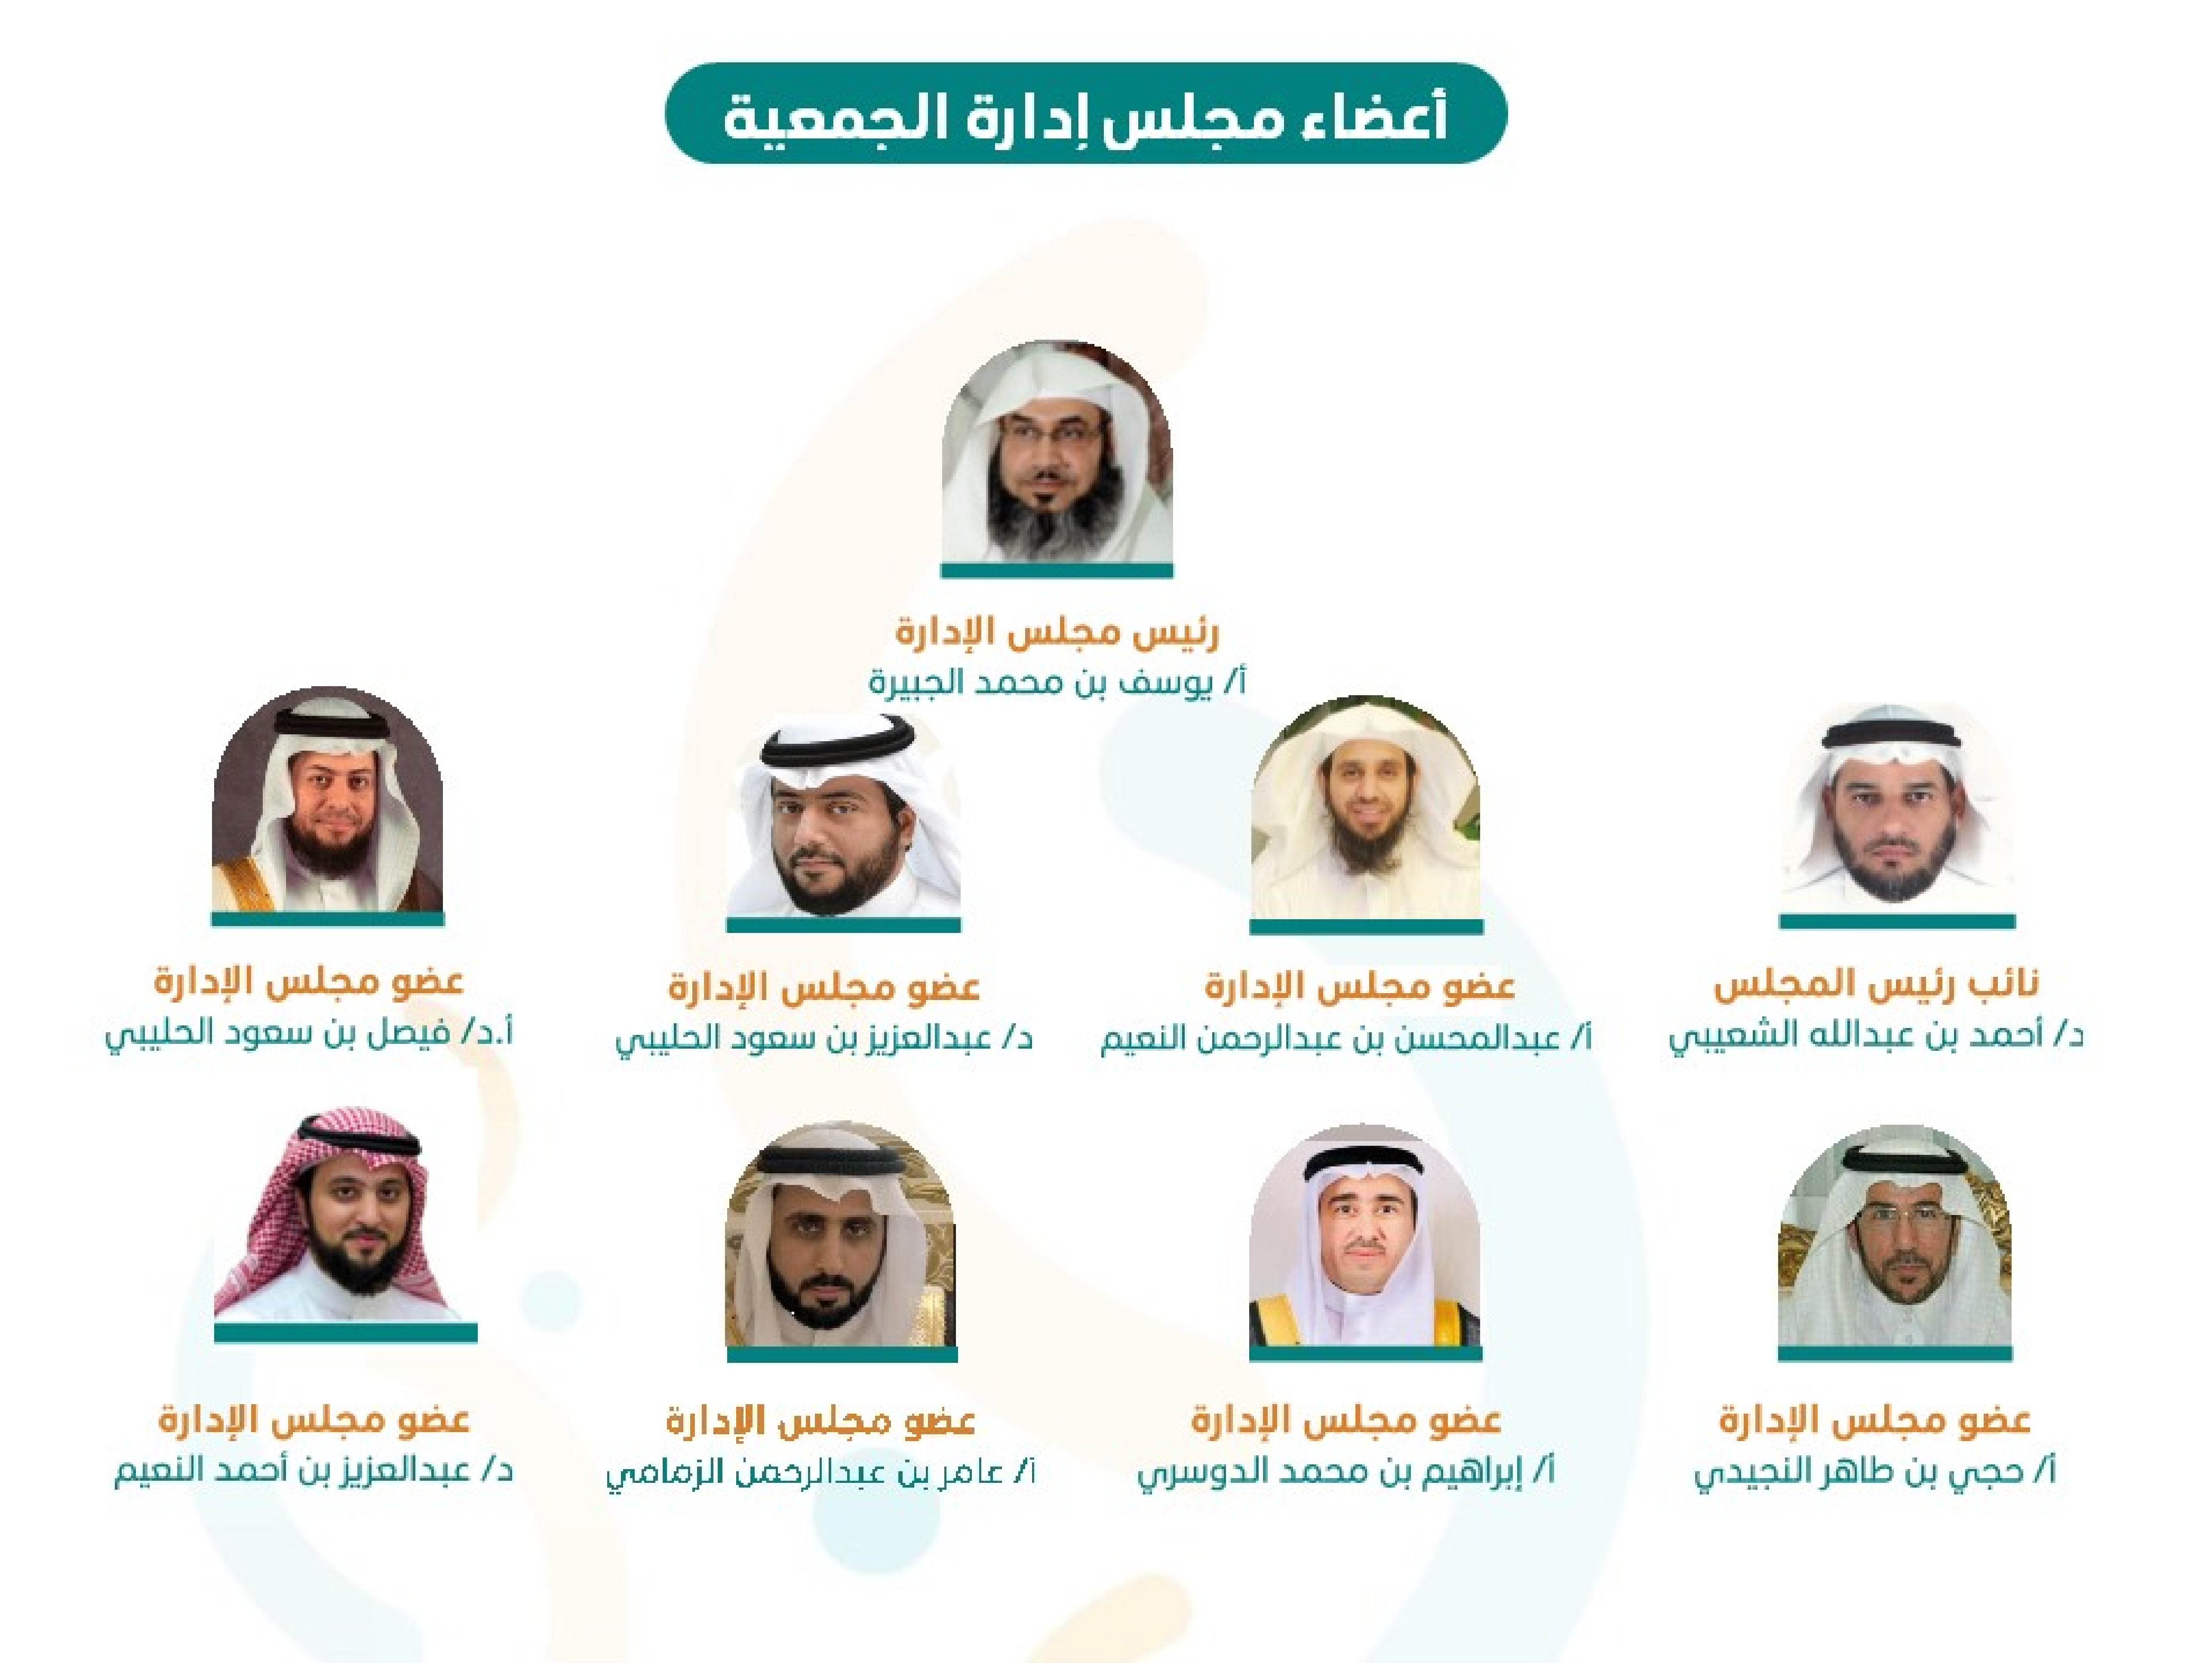 أعضاء مجلس إدارة الجمعية
رئيس مجلس الإدارة
أ/ يوسف بن محمد الجبيرة
نائب رئيس المجلس
د/ أحمد بن عبدالله الشعيبي
عضو مجلس الإدارة
أ/ عبدالمحسن بن عبدالرحمن النعيم
عضو مجلس الإدارة
د/ عبدالعزيز بن سعود الحليبي
عضو مجلس الإدارة
أ.د/ فيصل بن سعود الحليبي
عضو مجلس الإدارة
أ/ حجي بن طاهر النجيدي
عضو مجلس الإدارة
أ/ إبراهيم بن محمد الدوسري
عضو مجلس الإدارة
أ/ عامر بن عبدالرحمن الزمامي
عضو مجلس الإدارة
د/ عبدالعزيز بن أحمد النعيم